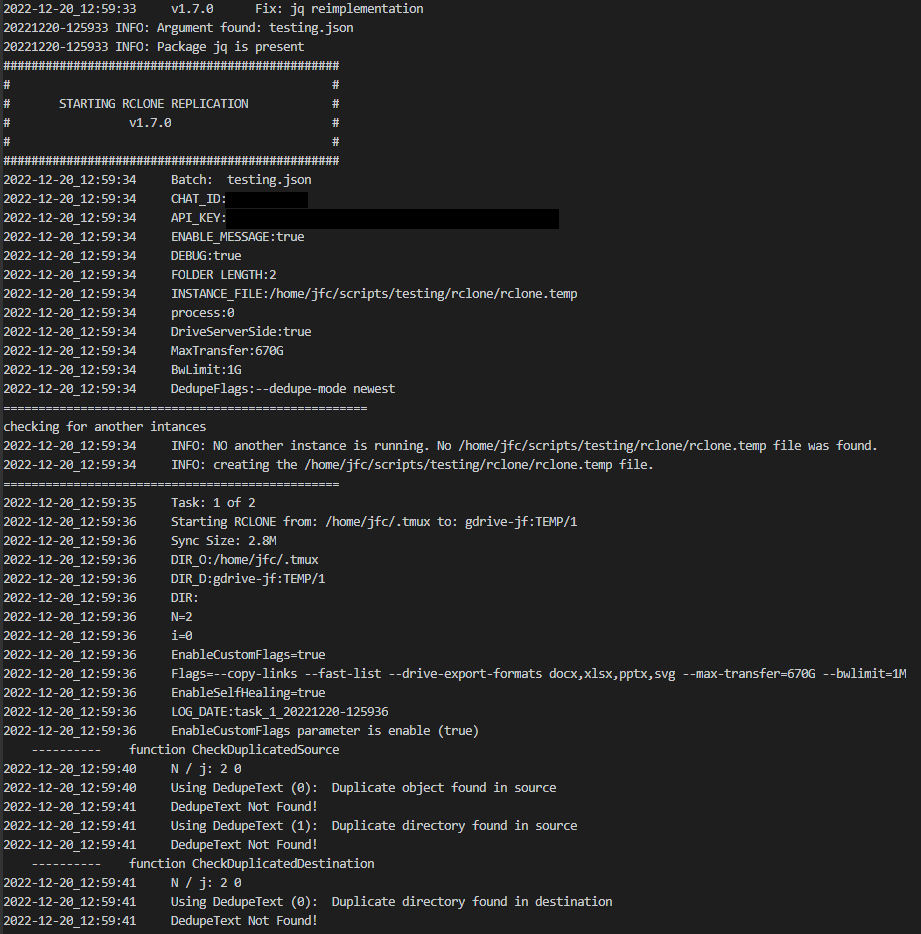 2022-12-20_12:59:33     v1.7.0      Fix: jq reimplementation
20221220-125933 INFO: Argument found: testing.json
20221220-125933 INFO: Package jq is present
################################################
#                                              #
#       STARTING RCLONE REPLICATION            #
#                 v1.7.0                       #
#                                              #
################################################
2022-12-20_12:59:34     Batch:  testing.json
2022-12-20_12:59:34     CHAT_ID:
2022-12-20_12:59:34     API_KEY:
2022-12-20_12:59:34     ENABLE_MESSAGE:true
2022-12-20_12:59:34     DEBUG:true
2022-12-20_12:59:34     FOLDER LENGTH:2
2022-12-20_12:59:34     INSTANCE_FILE:/home/jfc/scripts/testing/rclone/rclone.temp
2022-12-20_12:59:34     process:0
2022-12-20_12:59:34     DriveServerSide:true
2022-12-20_12:59:34     MaxTransfer:670G
2022-12-20_12:59:34     BwLimit:1G
2022-12-20_12:59:34     DedupeFlags:--dedupe-mode newest
====================================================
checking for another intances
2022-12-20_12:59:34     INFO: NO another instance is running. No /home/jfc/scripts/testing/rclone/rclone.temp file was found.
2022-12-20_12:59:34     INFO: creating the /home/jfc/scripts/testing/rclone/rclone.temp file.
================================================
2022-12-20_12:59:35     Task: 1 of 2
2022-12-20_12:59:36     Starting RCLONE from: /home/jfc/.tmux to: gdrive-jf:TEMP/1
2022-12-20_12:59:36     Sync Size: 2.8M
2022-12-20_12:59:36     DIR_O:/home/jfc/.tmux
2022-12-20_12:59:36     DIR_D:gdrive-jf:TEMP/1
2022-12-20_12:59:36     DIR:
2022-12-20_12:59:36     N=2
2022-12-20_12:59:36     i=0
2022-12-20_12:59:36     EnableCustomFlags=true
2022-12-20_12:59:36     Flags=--copy-links --fast-list --drive-export-formats docx,xlsx,pptx,svg --max-transfer=670G --bwlimit=1M
2022-12-20_12:59:36     EnableSelfHealing=true
2022-12-20_12:59:36     LOG_DATE:task_1_20221220-125936
2022-12-20_12:59:36     EnableCustomFlags parameter is enable (true)
    ----------    function CheckDuplicatedSource
2022-12-20_12:59:40     N / j: 2 0
2022-12-20_12:59:40     Using DedupeText (0):  Duplicate object found in source
2022-12-20_12:59:41     DedupeText Not Found!
2022-12-20_12:59:41     Using DedupeText (1):  Duplicate directory found in source
2022-12-20_12:59:41     DedupeText Not Found!
    ----------    function CheckDuplicatedDestination
2022-12-20_12:59:41     N / j: 2 0
2022-12-20_12:59:41     Using DedupeText (0):  Duplicate directory found in destination
2022-12-20_12:59:41     DedupeText Not Found!